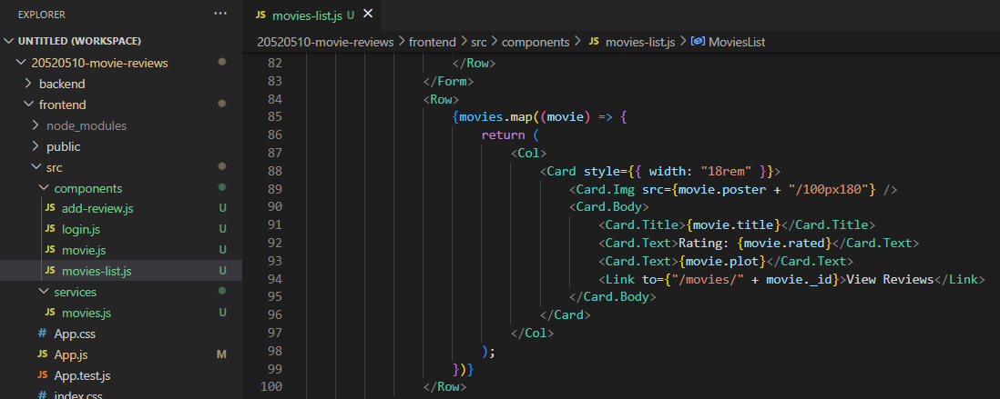 EXPLORER ...
UNTITLED (WORKSPACE)
20520510-movie-reviews
backend
frontend
node_modules
public
src
components
JS add-review.js U
JS login.js U
JS movie.js U
JS movies-list.js U
services
JS movies.js U
# App.css
JS App.js M
JS App.test.js
# index.css
JS movies-list.js U ×
20520510-movie-reviews > frontend > src > components > JS movies-list.js > MoviesList
82 </Row>
83 </Form>
84 <Row>
85 {movies.map((movie) => {
86 return (
87 <Col>
88 <Card style={{ width: "18rem" }}>
89 <Card.Img src={movie.poster + "/100px180"} />
90 <Card.Body>
91 <Card.Title>{movie.title}</Card.Title>
92 <Card.Text>Rating: {movie.rated}</Card.Text>
93 <Card.Text>{movie.plot}</Card.Text>
94 <Link to={"/movies/" + movie._id}>View Reviews</Link>
95 </Card.Body>
96 </Card>
97 </Col>
98 );
99 })}
100 </Row>